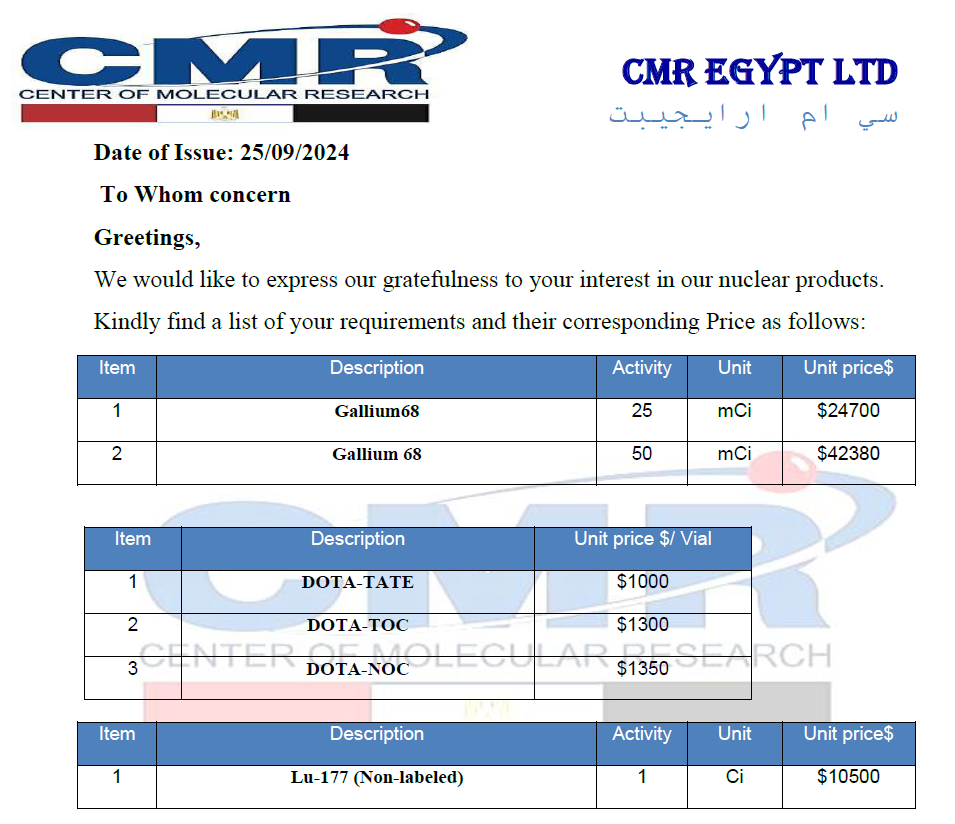 CMR
CENTER OF MOLECULAR RESEARCH
CMR EGYPT LTD
سي ام ارايجيبت
Date of Issue: 25/09/2024
To Whom concern
Greetings,
We would like to express our gratefulness to your interest in our nuclear products.
Kindly find a list of your requirements and their corresponding Price as follows:
Item Description Activity Unit Unit price$
1 Gallium68 25 mCi $24700
2 Gallium 68 50 mCi $42380
Item Description Unit price $/ Vial
1 DOTA-TATE $1000
2 DOTA-TOC $1300
3 DOTA-NOC $1350
CMR
CENTER OF MOLECULAR RESEARCH
Item Description Activity Unit Unit price$
1 Lu-177 (Non-labeled) 1 Ci $10500